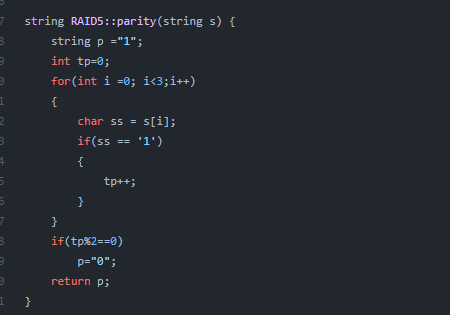 7 string RAID5::parity(string s) {
8 string p ="1";
9 int tp=0;
0 for(int i =0; i<3;i++)
1 {
2 char ss = s[i];
3 if(ss == '1')
4 {
5 tp++;
6 }
7 }
8 if(tp%2==0)
9 p="0";
0 return p;
1 }